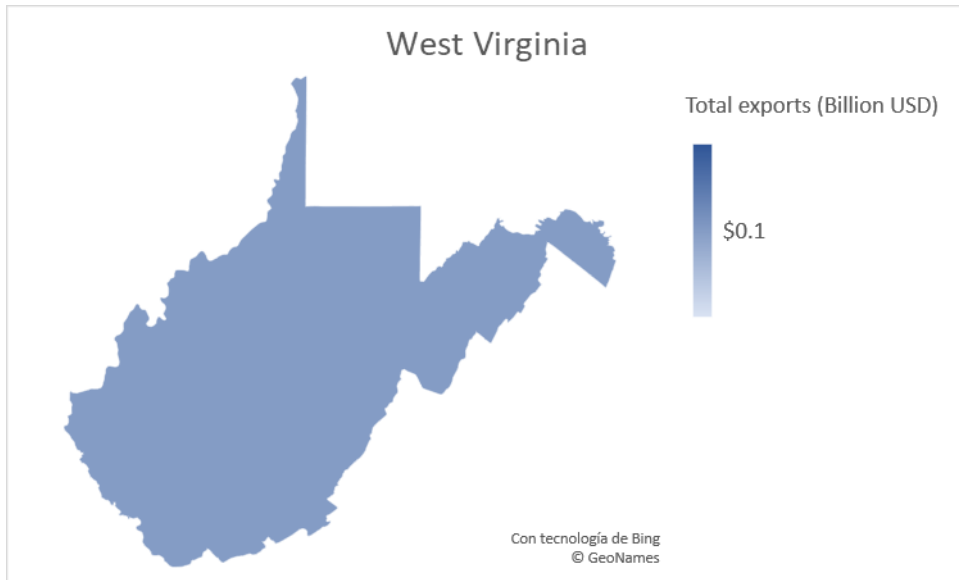 West Virginia
Total exports (Billion USD)
$0.1
Con tecnología de Bing
© GeoNames